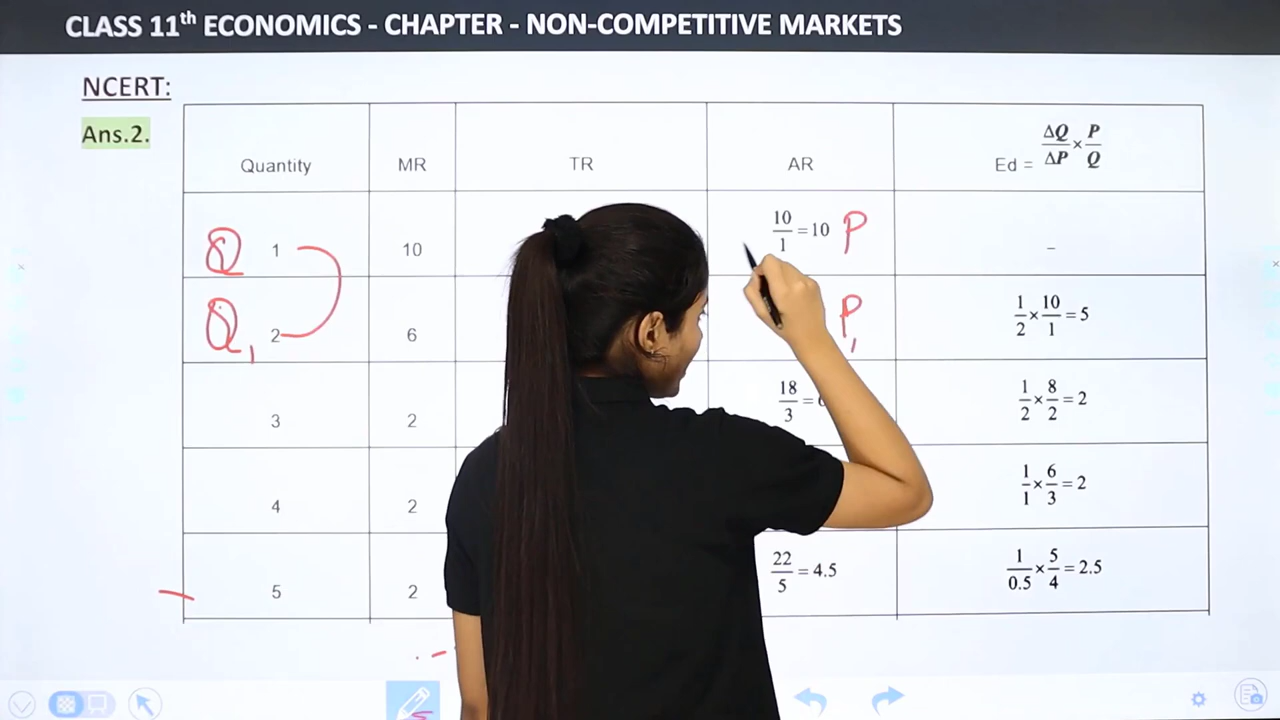 CLASS 11th ECONOMICS - CHAPTER - NON-COMPETITIVE MARKETS
NCERT:
Ans.2.
Quantity MR TR AR Ed = ΔQ/ΔP × P/Q
Q 1 10 10/1 = 10 P –
Q1 2 6 P1 1/2 × 10/1 = 5
3 2 18/3 = 1/2 × 8/2 = 2
4 2 1/1 × 6/3 = 2
5 2 22/5 = 4.5 1/0.5 × 5/4 = 2.5